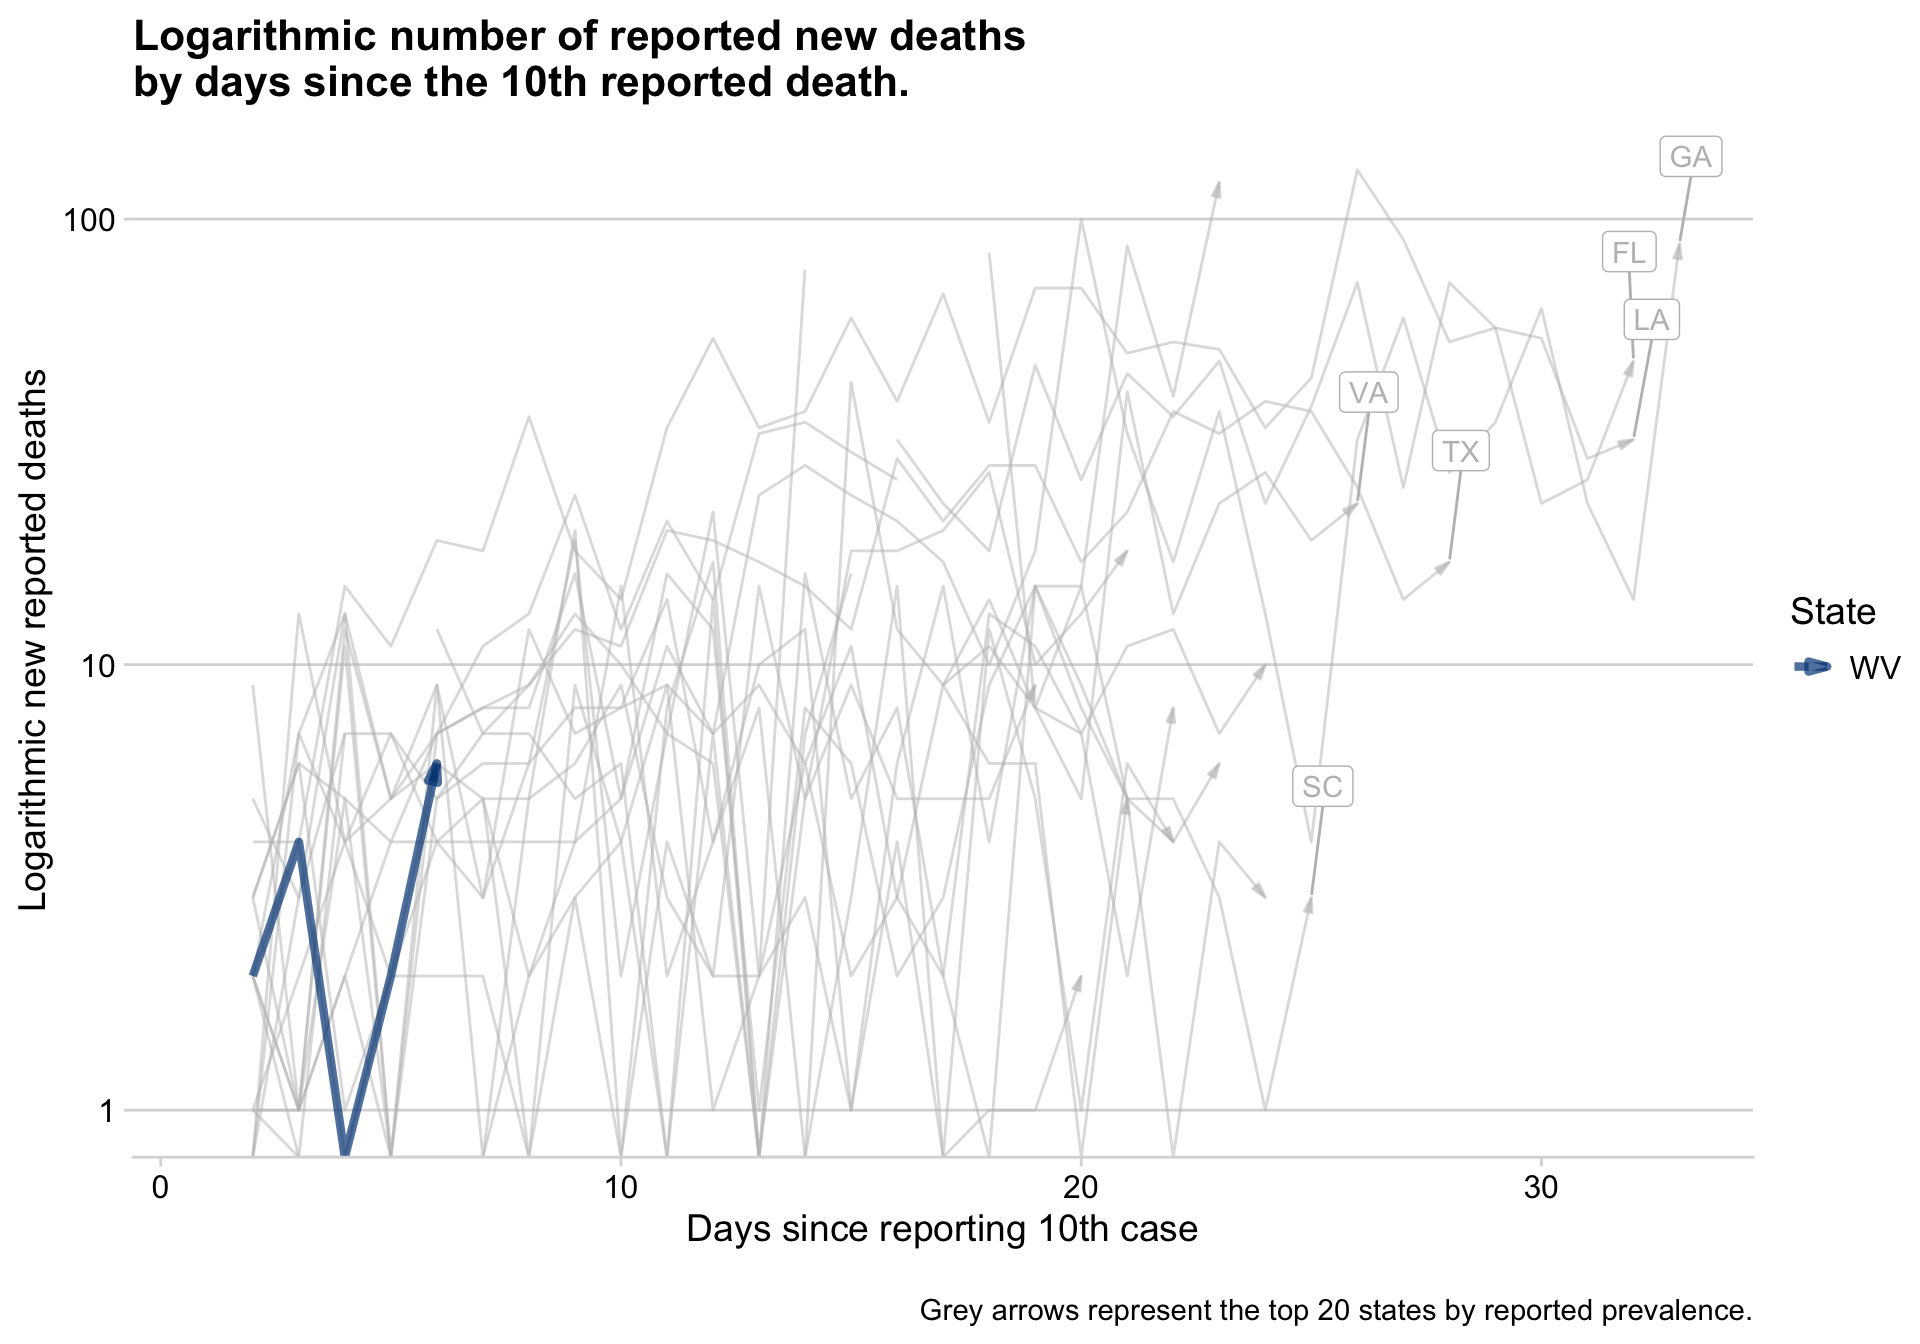 Logarithmic number of reported new deaths
by days since the 10th reported death.
Logarithmic new reported deaths
100
10
1
GA
FL
LA
VA
TX
SC
State
WV
0 10 20 30
Days since reporting 10th case
Grey arrows represent the top 20 states by reported prevalence.